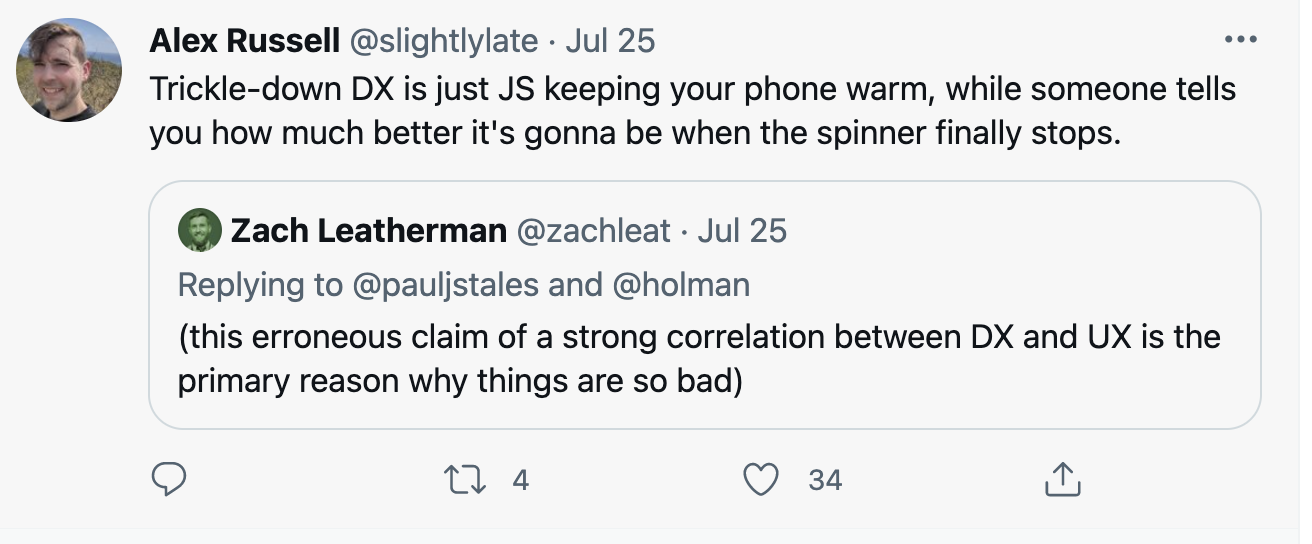 Alex Russell @slightlylate · Jul 25
Trickle-down DX is just JS keeping your phone warm, while someone tells
you how much better it's gonna be when the spinner finally stops.
Zach Leatherman @zachleat · Jul 25
Replying to @pauljstales and @holman
(this erroneous claim of a strong correlation between DX and UX is the
primary reason why things are so bad)
4 34